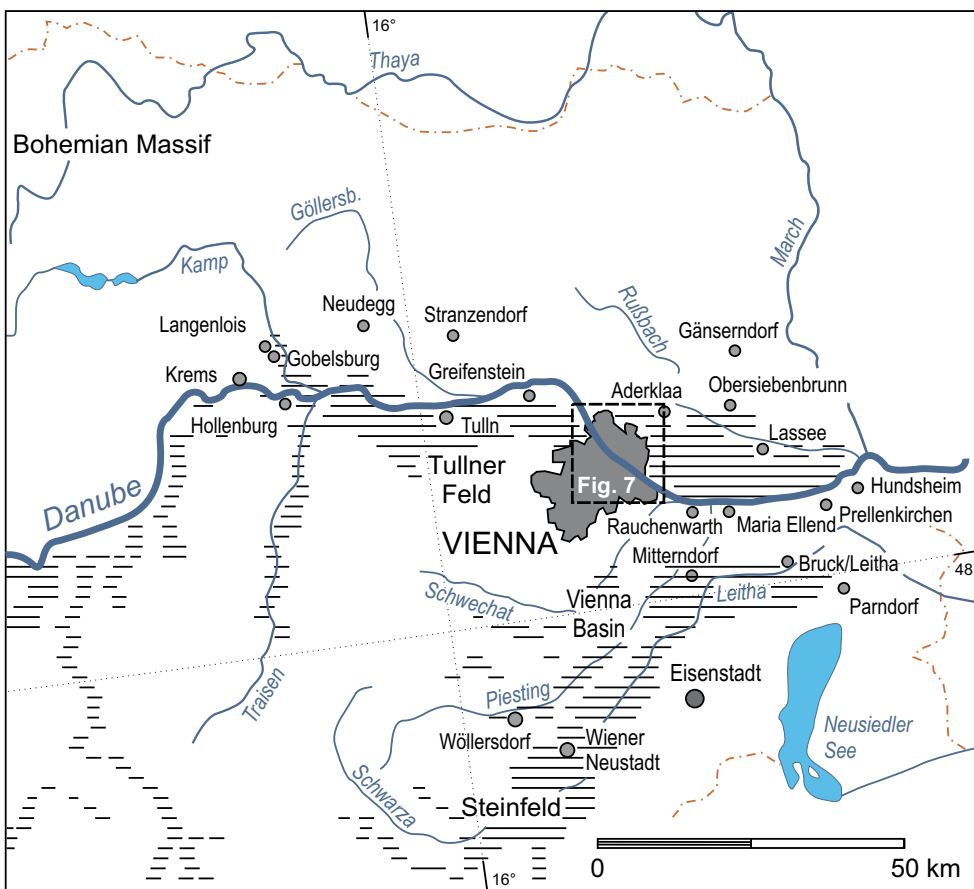 16°
Thaya
Bohemian Massif
Göllersb.
March
Kamp
Rußbach
Neudegg
Stranzendorf
Langenlois
Gänserndorf
Gobelsburg
Krems
Greifenstein
Aderklaa
Obersiebenbrunn
Hollenburg
Tulln
Lassee
Tullner
Feld
Fig. 7
Danube
Hundsheim
VIENNA
Rauchenwarth
Maria Ellend
Prellenkirchen
Mitterndorf
Bruck/Leitha
48
Schwechat
Vienna
Basin
Leitha
Parndorf
Traisen
Eisenstadt
Piesting
Neusiedler
See
Wöllersdorf
Wiener
Neustadt
Schwarza
Steinfeld
16°
0
50 km